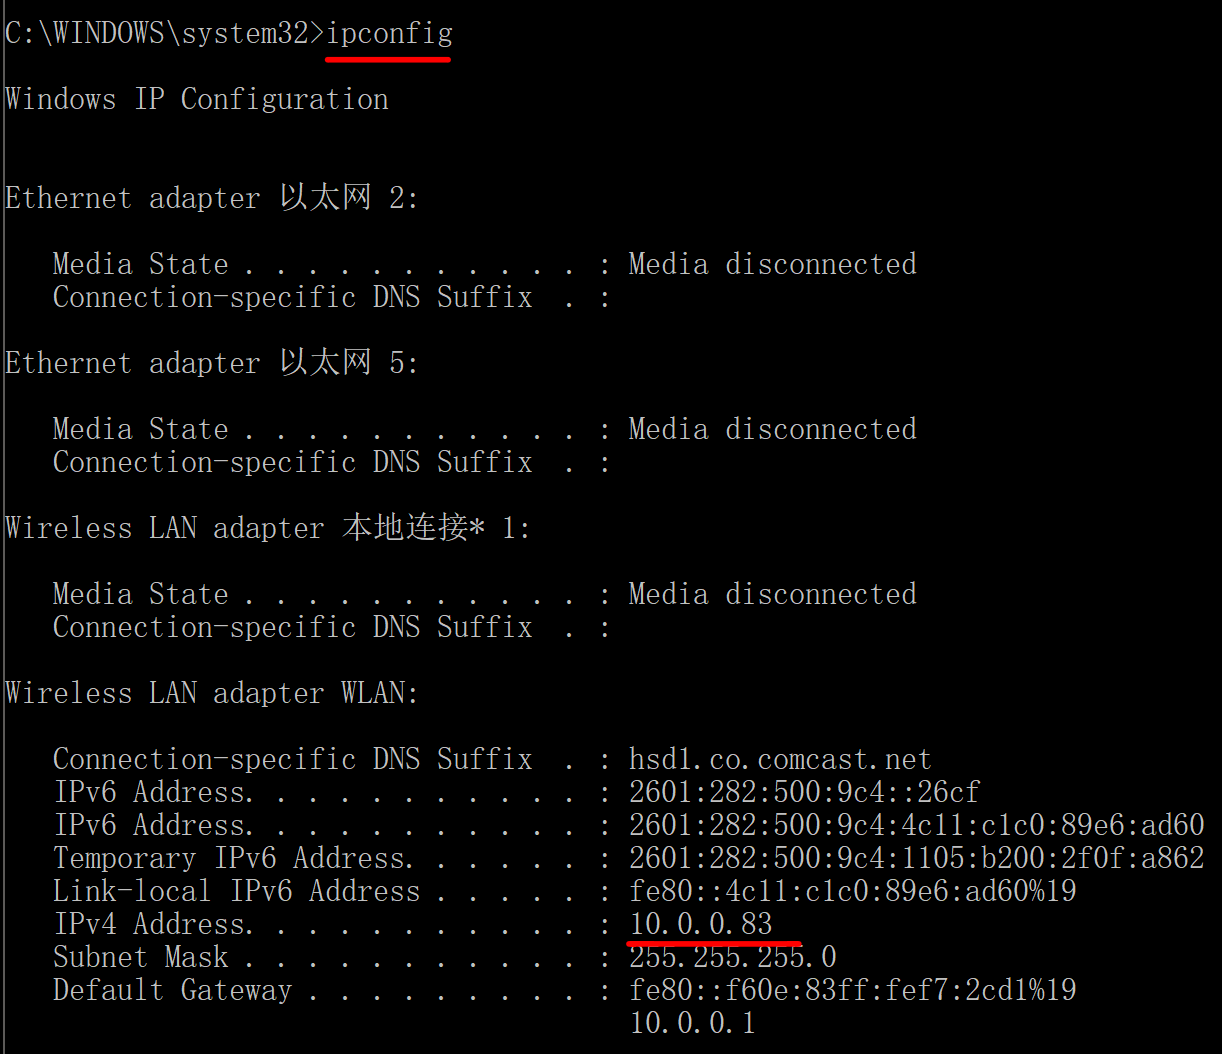 C:\WINDOWS\system32>ipconfig
Windows IP Configuration
Ethernet adapter 以太网 2:
Media State . . . . . . . . . . . : Media disconnected
Connection-specific DNS Suffix  . :
Ethernet adapter 以太网 5:
Media State . . . . . . . . . . . : Media disconnected
Connection-specific DNS Suffix  . :
Wireless LAN adapter 本地连接* 1:
Media State . . . . . . . . . . . : Media disconnected
Connection-specific DNS Suffix  . :
Wireless LAN adapter WLAN:
Connection-specific DNS Suffix  . : hsd1.co.comcast.net
IPv6 Address. . . . . . . . . . . : 2601:282:500:9c4::26cf
IPv6 Address. . . . . . . . . . . : 2601:282:500:9c4:4c11:c1c0:89e6:ad60
Temporary IPv6 Address. . . . . . : 2601:282:500:9c4:1105:b200:2f0f:a862
Link-local IPv6 Address . . . . . : fe80::4c11:c1c0:89e6:ad60%19
IPv4 Address. . . . . . . . . . . : 10.0.0.83
Subnet Mask . . . . . . . . . . . : 255.255.255.0
Default Gateway . . . . . . . . . : fe80::f60e:83ff:fef7:2cd1%19
10.0.0.1